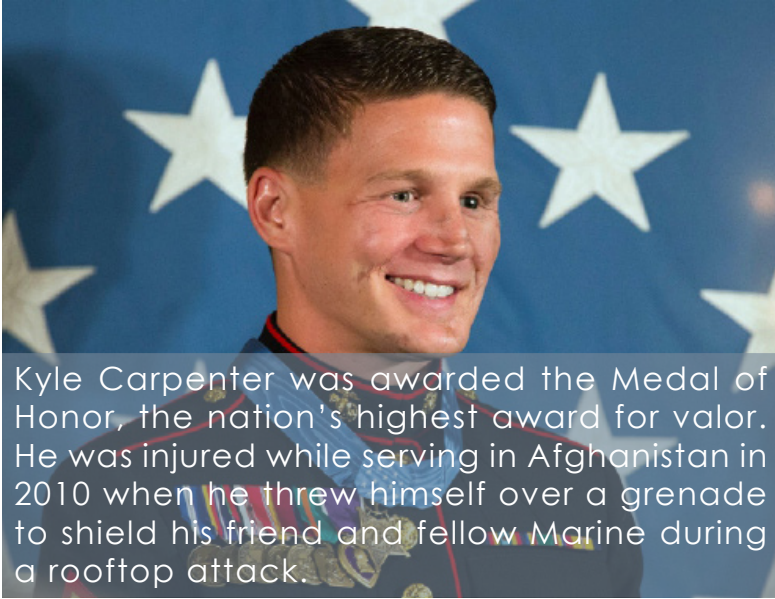 Kyle Carpenter was awarded the Medal of
Honor, the nation’s highest award for valor.
He was injured while serving in Afghanistan in
2010 when he threw himself over a grenade
to shield his friend and fellow Marine during
a rooftop attack.